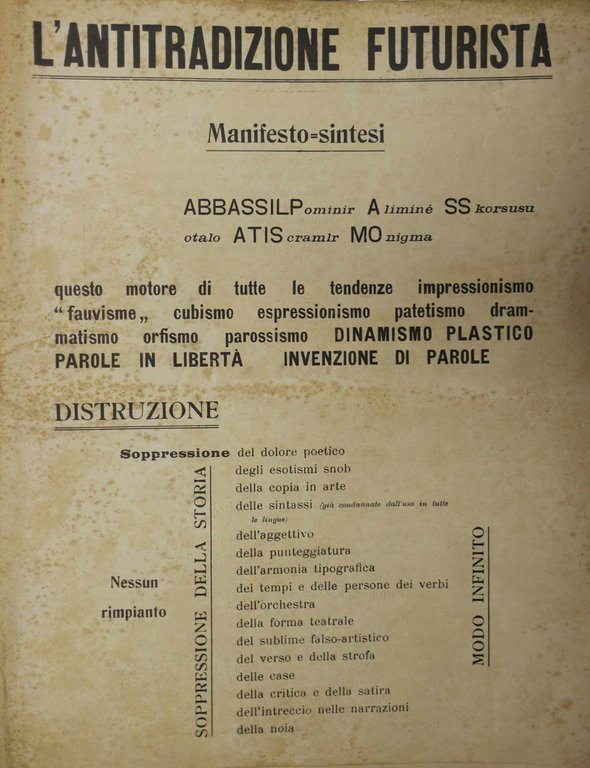 L'ANTITRADIZIONE FUTURISTA
Manifesto=sintesi
ABBASSILPominir Aliminé SSkorsusu
otalo ATIScramlr MOnigma
questo motore di tutte le tendenze impressionismo
"fauvisme„ cubismo espressionismo patetismo dram-
matismo orfismo parossismo DINAMISMO PLASTICO
PAROLE IN LIBERTÀ INVENZIONE DI PAROLE
DISTRUZIONE
Soppressione del dolore poetico
degli esotismi snob
della copia in arte
delle sintassi (già condannate dall'uso in tutte
le lingue)
dell'aggettivo
della punteggiatura
dell'armonia tipografica
dei tempi e delle persone dei verbi
dell'orchestra
della forma teatrale
del sublime falso-artistico
del verso e della strofa
delle case
della critica e della satira
dell'intreccio nelle narrazioni
della noia
SOPPRESSIONE DELLA STORIA
Nessun
rimpianto
MODO INFINITO